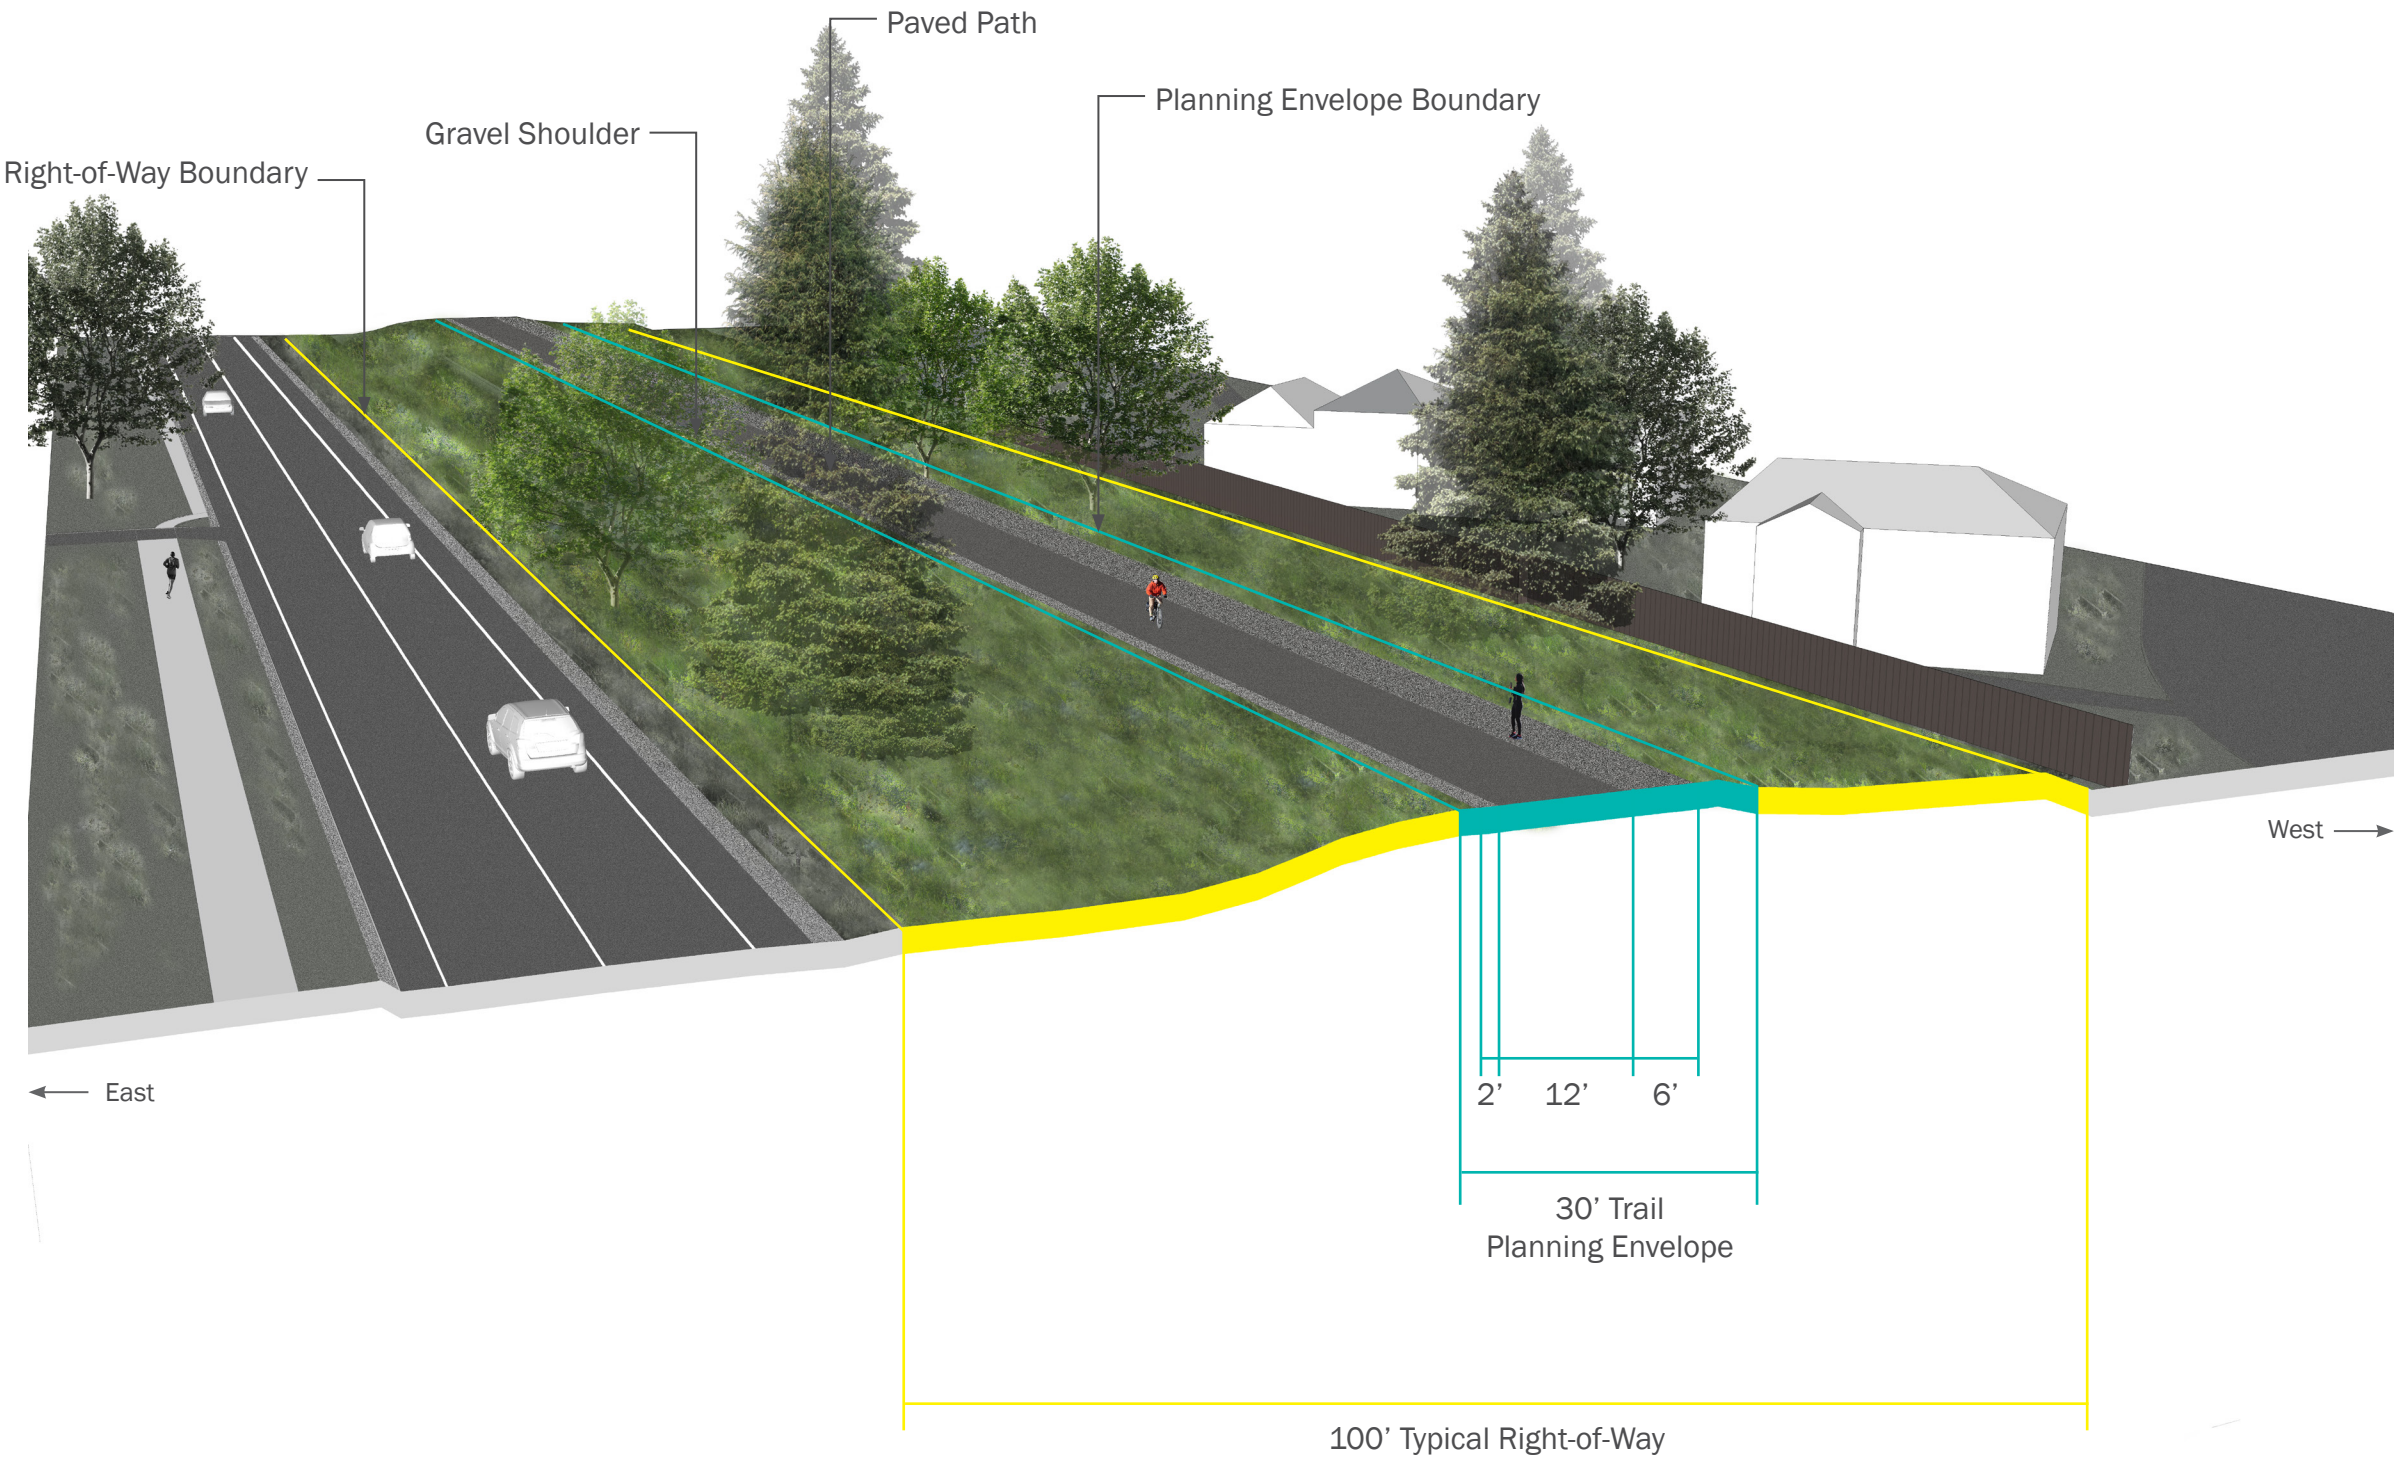 Paved Path
Planning Envelope Boundary
Gravel Shoulder
Right-of-Way Boundary
West
East
2’
12’
6’
30’ Trail
Planning Envelope
100’ Typical Right-of-Way